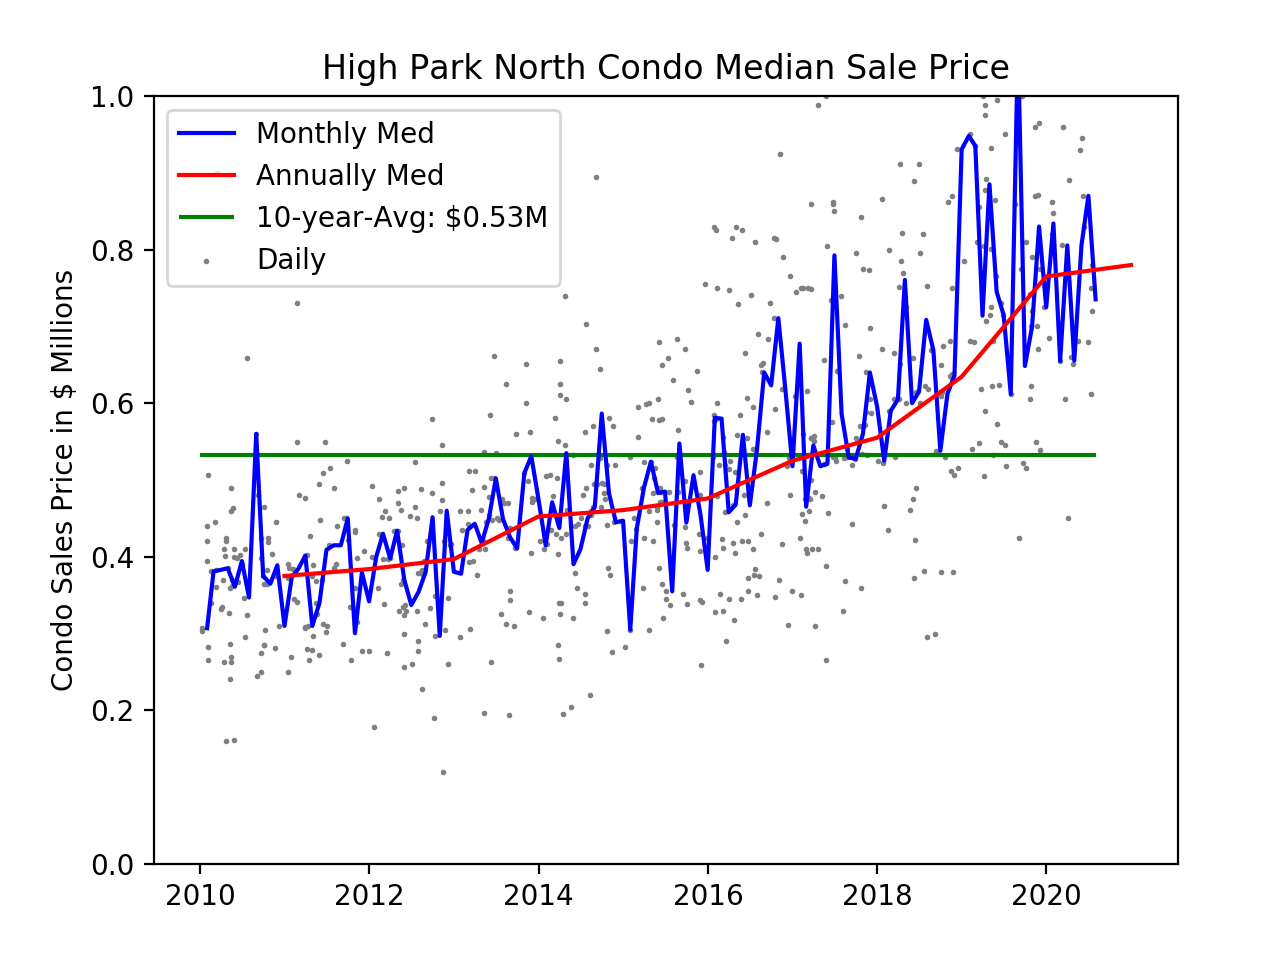 High Park North Condo Median Sale Price
Condo Sales Price in $ Millions
1.0
0.8
0.6
0.4
0.2
0.0
Monthly Med
Annually Med
10-year-Avg: $0.53M
Daily
2010 2012 2014 2016 2018 2020